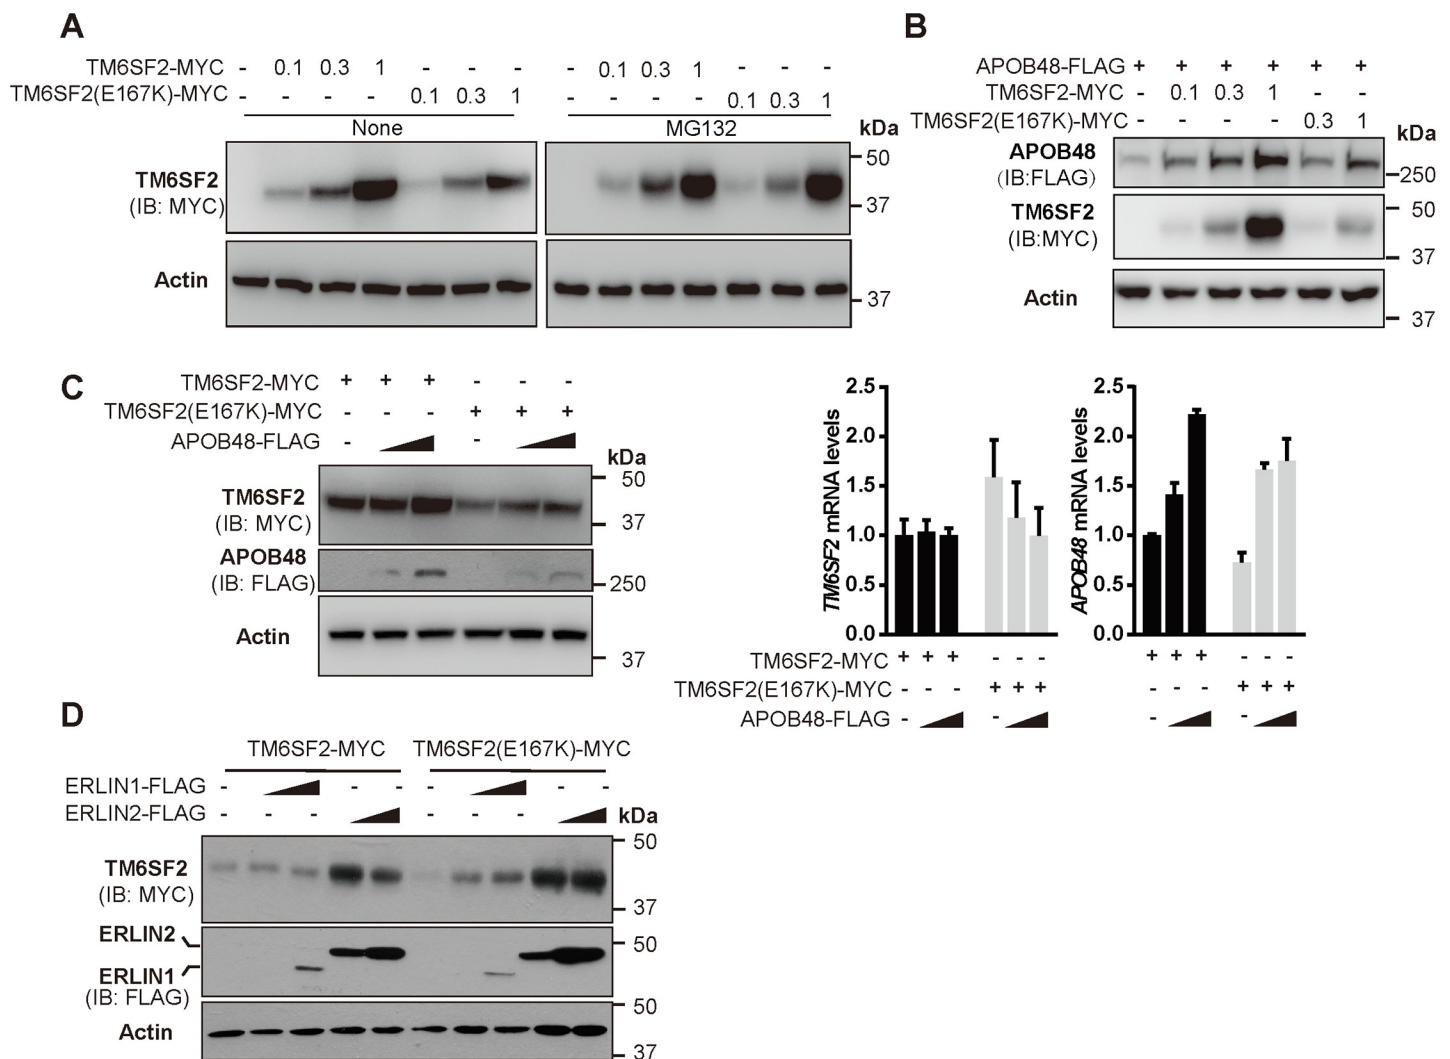 A
TM6SF2-MYC - 0.1 0.3 1 - - - - 0.1 0.3 1 - - -
TM6SF2(E167K)-MYC - - - - 0.1 0.3 1 - - - - 0.1 0.3 1
None MG132
kDa
TM6SF2
(IB: MYC)
50
37
Actin
37
B
APOB48-FLAG + + + + + +
TM6SF2-MYC - 0.1 0.3 1 - -
TM6SF2(E167K)-MYC - - - - 0.3 1
kDa
APOB48
(IB:FLAG)
250
TM6SF2
(IB:MYC)
50
37
Actin
37
C
TM6SF2-MYC + + + - - -
TM6SF2(E167K)-MYC - - - + + +
APOB48-FLAG - -
kDa
TM6SF2
(IB: MYC)
50
37
APOB48
(IB: FLAG)
250
Actin
37
TM6SF2 mRNA levels
2.5
2.0
1.5
1.0
0.5
0.0
APOB48 mRNA levels
2.5
2.0
1.5
1.0
0.5
0.0
TM6SF2-MYC + + + - - - + + + - - -
TM6SF2(E167K)-MYC - - - + + + - - - + + +
APOB48-FLAG - - - -
D
TM6SF2-MYC TM6SF2(E167K)-MYC
ERLIN1-FLAG - - - - - -
ERLIN2-FLAG - - - - - -
kDa
TM6SF2
(IB: MYC)
50
37
ERLIN2
ERLIN1
(IB: FLAG)
50
Actin
50
37